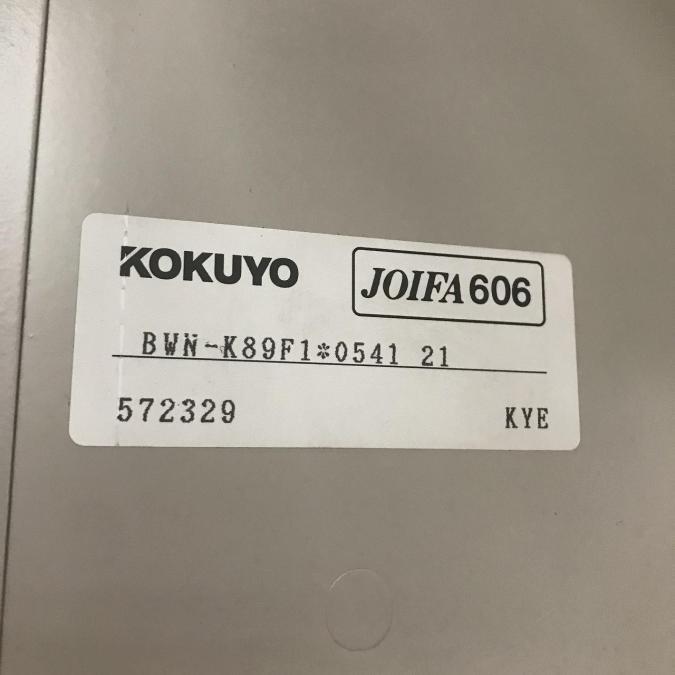 KOKUYO JOIFA606
BWN-K89F1*0541 21
572329 KYE